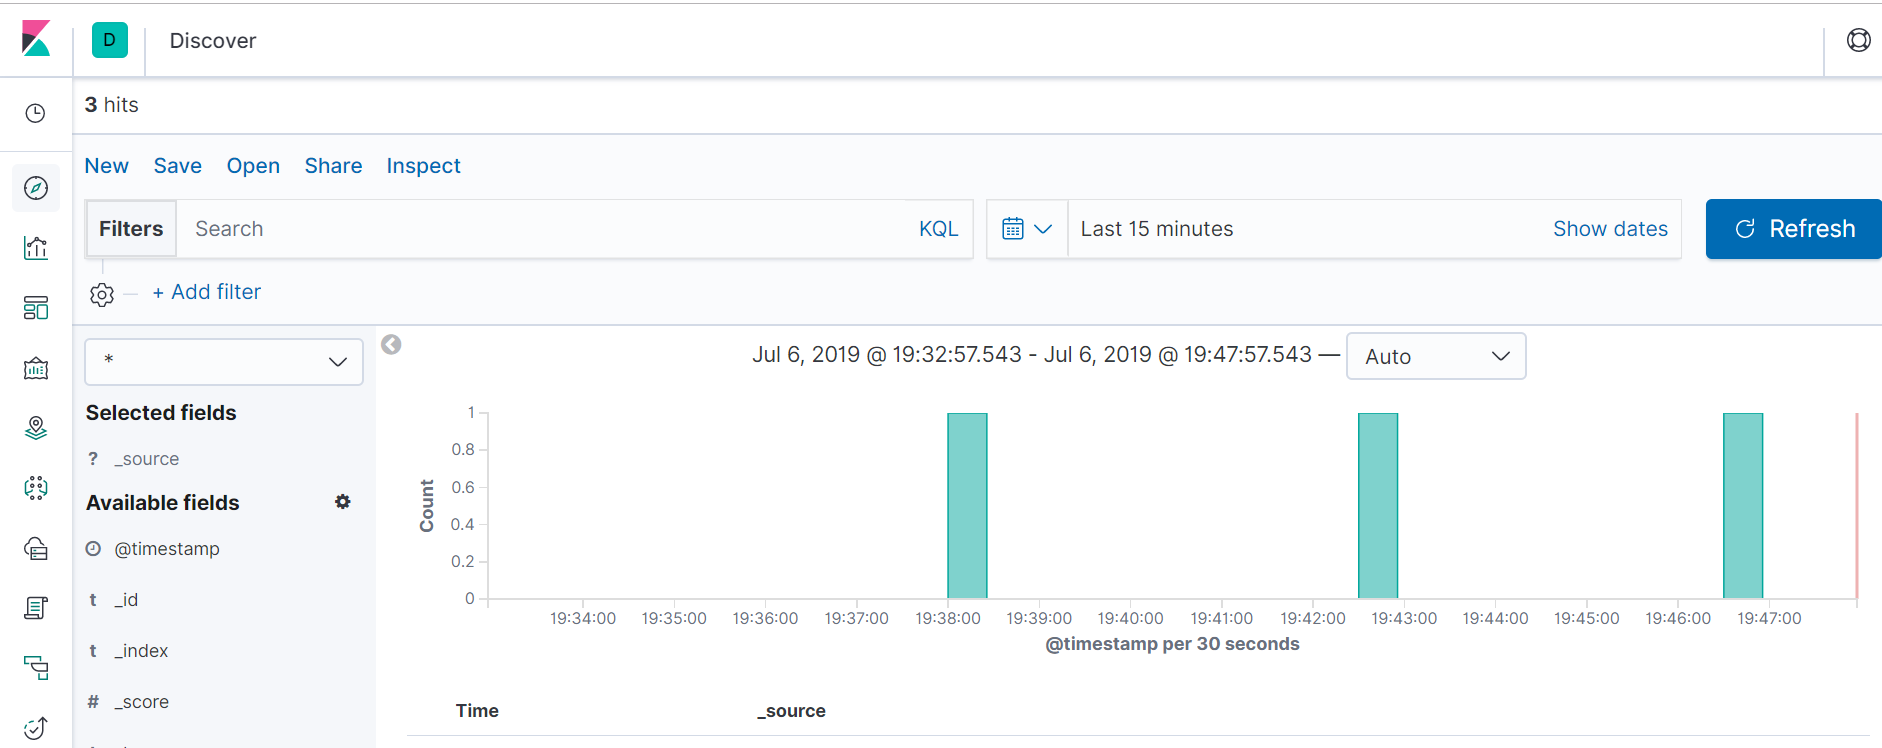 D Discover
3 hits
New Save Open Share Inspect
Filters Search KQL Last 15 minutes Show dates Refresh
+ Add filter
*
Selected fields
? _source
Available fields
@timestamp
t _id
t _index
# _score
Jul 6, 2019 @ 19:32:57.543 - Jul 6, 2019 @ 19:47:57.543 — Auto
Count
1
0.8
0.6
0.4
0.2
0
19:34:00 19:35:00 19:36:00 19:37:00 19:38:00 19:39:00 19:40:00 19:41:00 19:42:00 19:43:00 19:44:00 19:45:00 19:46:00 19:47:00
@timestamp per 30 seconds
Time _source